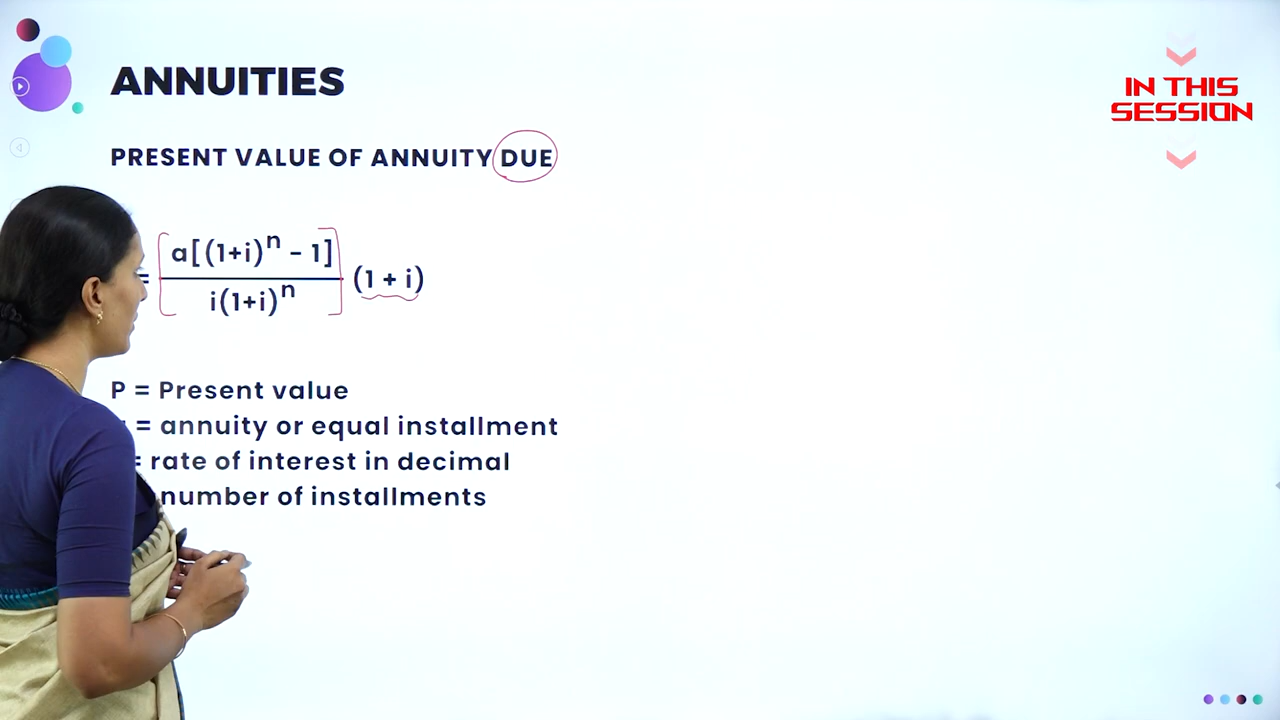 ANNUITIES
IN THIS
SESSION
PRESENT VALUE OF ANNUITY DUE
= a[(1+i)^n - 1] / i(1+i)^n (1 + i)
P = Present value
= annuity or equal installment
= rate of interest in decimal
number of installments